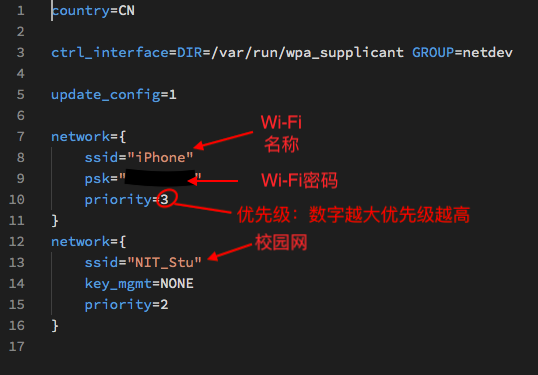 1 country=CN
2
3 ctrl_interface=DIR=/var/run/wpa_supplicant GROUP=netdev
4
5 update_config=1
6
7 network={
Wi-Fi
名称
8 ssid="iPhone"
9 psk=" "
Wi-Fi密码
10 priority=3
优先级：数字越大优先级越高
11 }
12 network={
校园网
13 ssid="NIT_Stu"
14 key_mgmt=NONE
15 priority=2
16 }
17